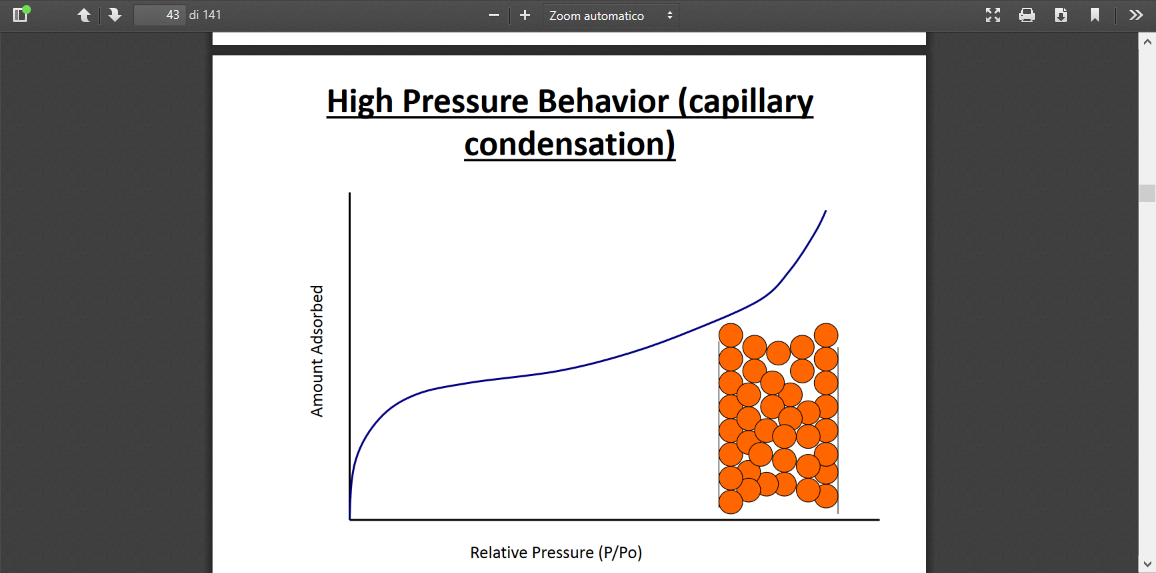 43 di 141
Zoom automatico
High Pressure Behavior (capillary
condensation)
Amount Adsorbed
Relative Pressure (P/Po)